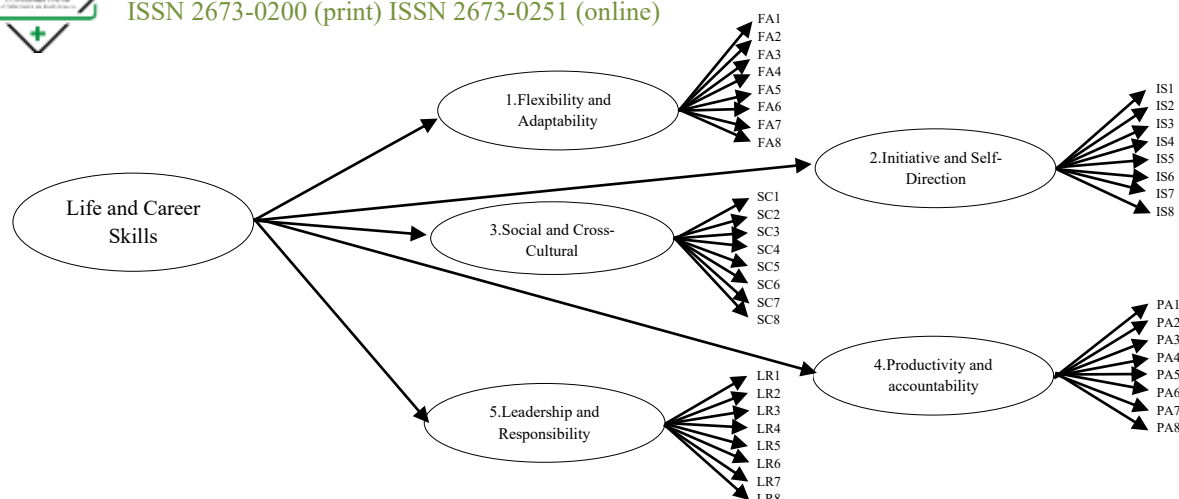 ISSN 2673-0200 (print) ISSN 2673-0251 (online)
Life and Career
Skills
1.Flexibility and
Adaptability
FA1
FA2
FA3
FA4
FA5
FA6
FA7
FA8
2.Initiative and Self-
Direction
IS1
IS2
IS3
IS4
IS5
IS6
IS7
IS8
3.Social and Cross-
Cultural
SC1
SC2
SC3
SC4
SC5
SC6
SC7
SC8
4.Productivity and
accountability
PA1
PA2
PA3
PA4
PA5
PA6
PA7
PA8
5.Leadership and
Responsibility
LR1
LR2
LR3
LR4
LR5
LR6
LR7
LR8